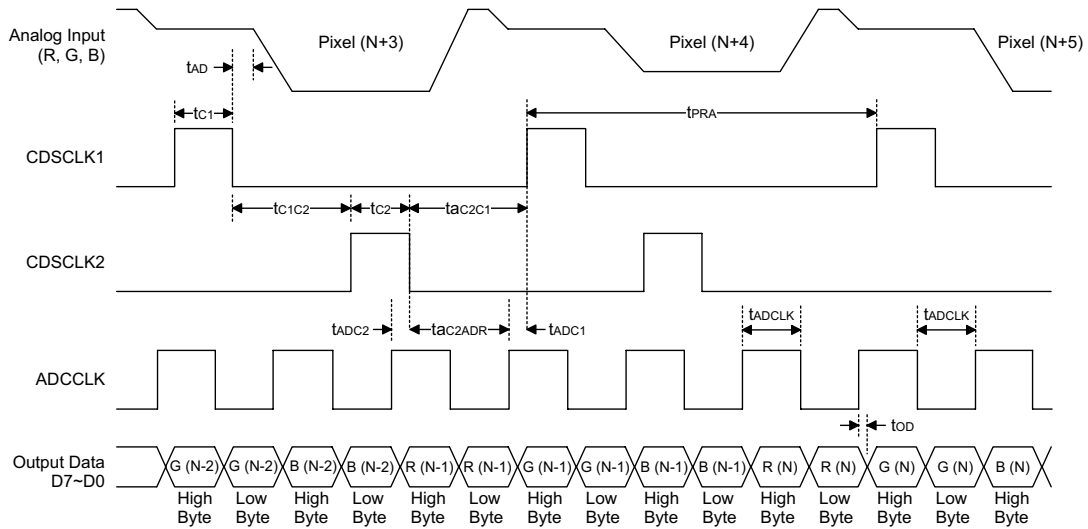 Analog Input
(R, G, B)
Pixel (N+3)
Pixel (N+4)
Pixel (N+5)
tAD
tC1
tPRA
CDSCLK1
tC1C2
tC2
taC2C1
CDSCLK2
tADC2
taC2ADR
tADC1
tADCLK
tADCLK
ADCCLK
tOD
Output Data
D7~D0
G (N-2) G (N-2) B (N-2) B (N-2) R (N-1) R (N-1) G (N-1) G (N-1) B (N-1) B (N-1) R (N) R (N) G (N) G (N) B (N)
High Low High Low High Low High Low High Low High Low High Low High
Byte Byte Byte Byte Byte Byte Byte Byte Byte Byte Byte Byte Byte Byte Byte